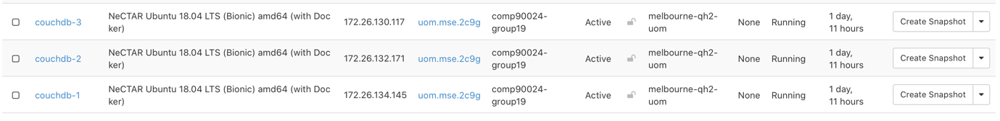 couchdb-3 NeCTAR Ubuntu 18.04 LTS (Bionic) amd64 (with Doc
ker) 172.26.130.117 uom.mse.2c9g comp90024-
group19 Active melbourne-qh2-
uom None Running 1 day,
11 hours Create Snapshot
couchdb-2 NeCTAR Ubuntu 18.04 LTS (Bionic) amd64 (with Doc
ker) 172.26.132.171 uom.mse.2c9g comp90024-
group19 Active melbourne-qh2-
uom None Running 1 day,
11 hours Create Snapshot
couchdb-1 NeCTAR Ubuntu 18.04 LTS (Bionic) amd64 (with Doc
ker) 172.26.134.145 uom.mse.2c9g comp90024-
group19 Active melbourne-qh2-
uom None Running 1 day,
11 hours Create Snapshot